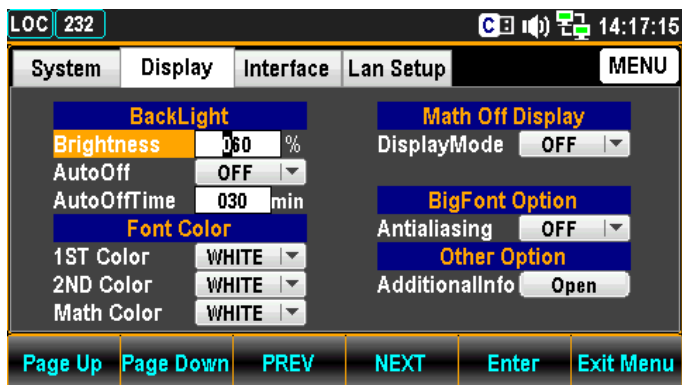 LOC 232 C 14:17:15
System Display Interface Lan Setup MENU
BackLight
Brightness 060 %
AutoOff OFF
AutoOffTime 030 min
Font Color
1ST Color WHITE
2ND Color WHITE
Math Color WHITE
Math Off Display
DisplayMode OFF
BigFont Option
Antialiasing OFF
Other Option
AdditionalInfo Open
Page Up Page Down PREV NEXT Enter Exit Menu